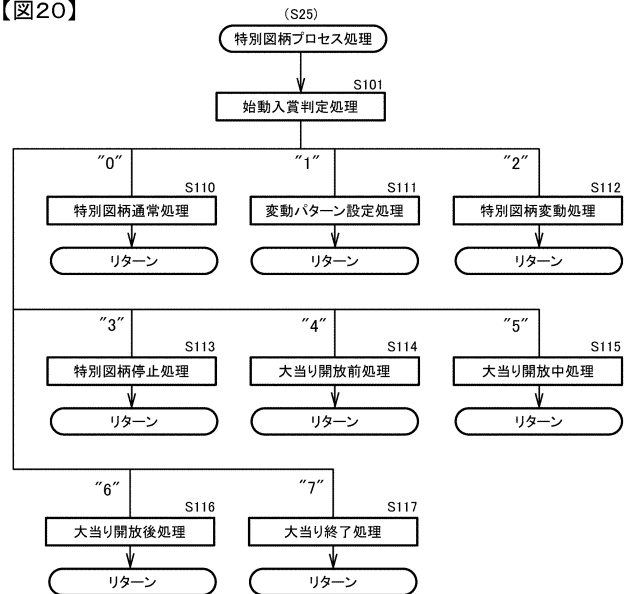 【図20】
(S25)
特別図柄プロセス処理
S101
始動入賞判定処理
"0" "1" "2"
S110 S111 S112
特別図柄通常処理 変動パターン設定処理 特別図柄変動処理
リターン リターン リターン
"3" "4" "5"
S113 S114 S115
特別図柄停止処理 大当り開放前処理 大当り開放中処理
リターン リターン リターン
"6" "7"
S116 S117
大当り開放後処理 大当り終了処理
リターン リターン